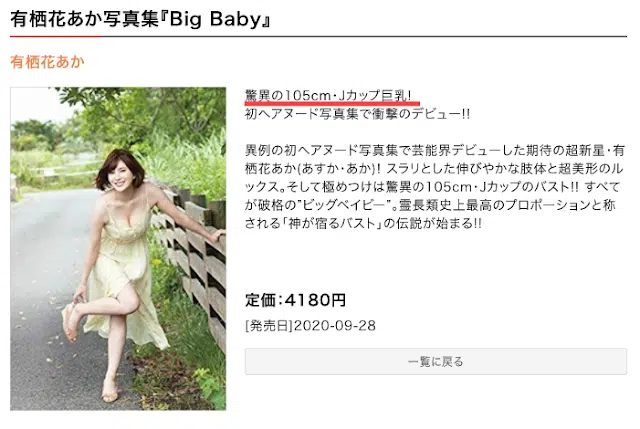 有栖花あか写真集『Big Baby』
有栖花あか
驚異の105cm・Jカップ巨乳!
初ヘアヌード写真集で衝撃のデビュー!!
異例の初ヘアヌード写真集で芸能界デビューした期待の超新星・有
栖花あか(あすか・あか)! スラリとした伸びやかな肢体と超美形のル
ックス。そして極めつけは驚異の105cm・Jカップのバスト!! すべて
が破格の”ビッグベイビー”。霊長類史上最高のプロポーションと称
される「神が宿るバスト」の伝説が始まる!!
定価：4180円
[発売日]2020-09-28
一覧に戻る